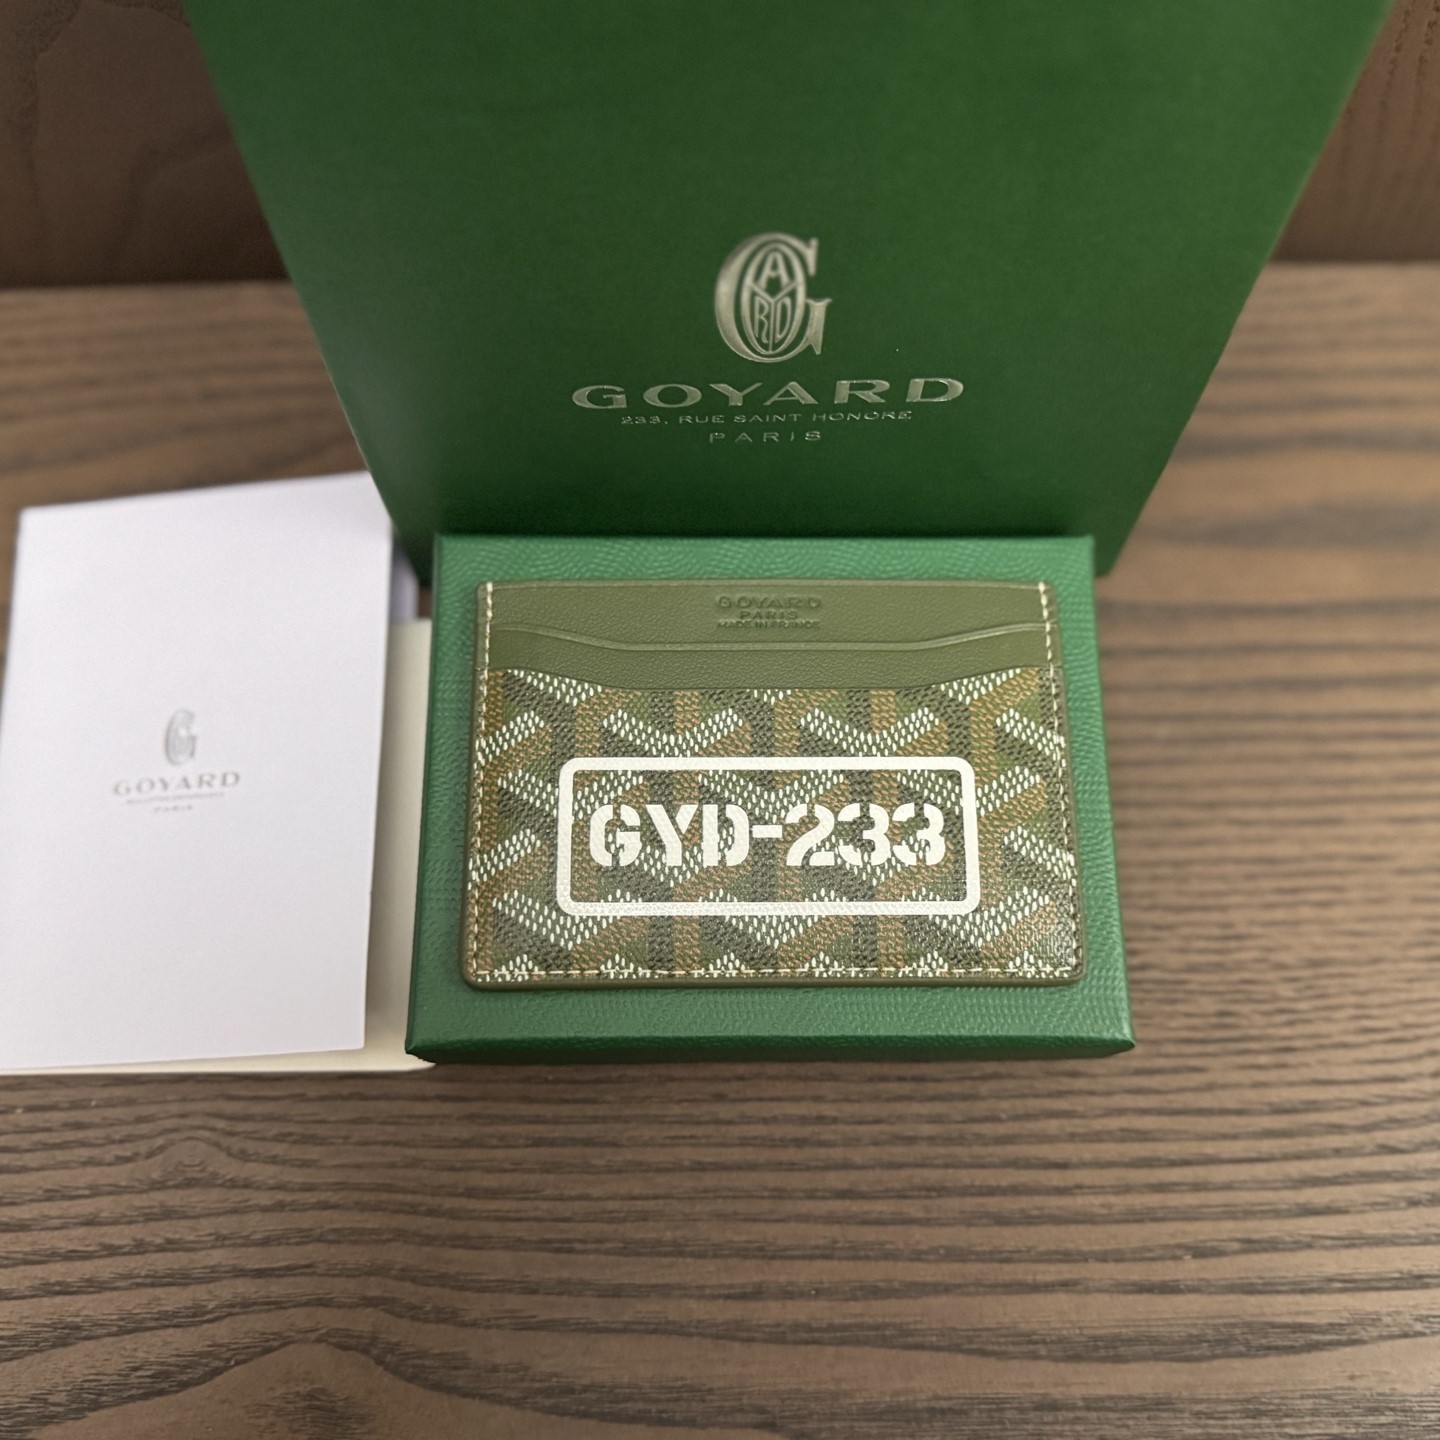 GOYARD
233, RUE SAINT HONORE
PARIS
GOYARD
PARIS
MADE IN FRANCE
GYD-233
G
GOYARD
PARIS